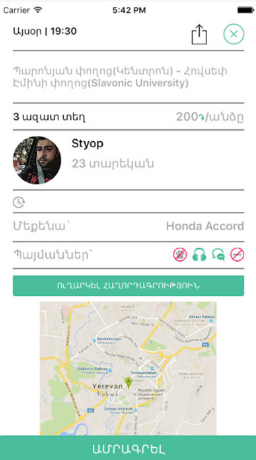 Carrier 5:42 PM
Այսօր | 19:30
Պարոնյան փողոց(Կենտրոն) - Հովսեփ
Էմինի փողոց(Slavonic University)
3 ազատ տեղ 200֏/անձը
Styop
23 տարեկան
Մեքենա՝ Honda Accord
Պայմաններ՝
ՈՒՂԱՐԿԵԼ ՀԱՂՈՐԴԱԳՐՈՒԹՅՈՒՆ
Yerevan
Երևան
ԱՄՐԱԳՐԵԼ